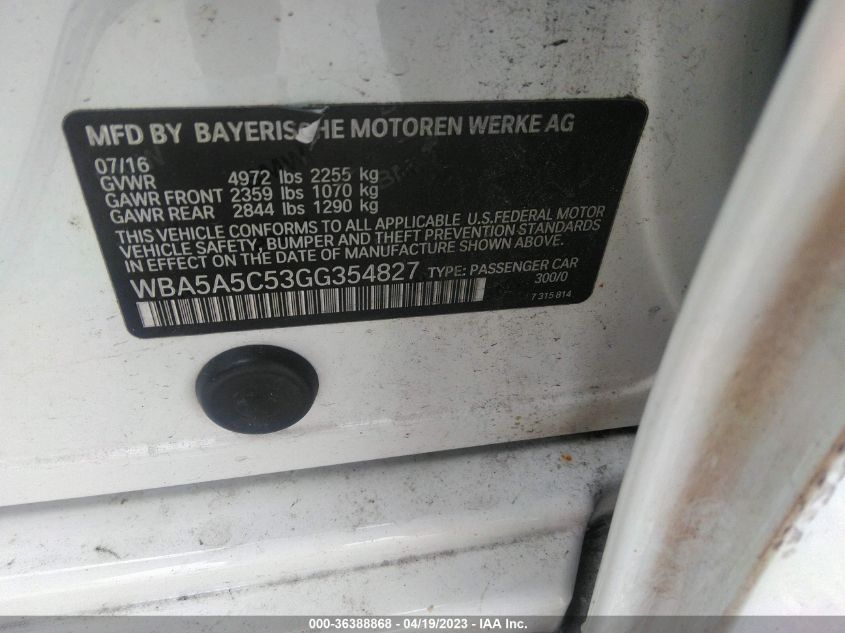 MFD BY BAYERISCHE MOTOREN WERKE AG
07/16
GVWR 4972 lbs 2255 kg
GAWR FRONT 2359 lbs 1070 kg
GAWR REAR 2844 lbs 1290 kg
THIS VEHICLE CONFORMS TO ALL APPLICABLE U.S.FEDERAL MOTOR
VEHICLE SAFETY, BUMPER AND THEFT PREVENTION STANDARDS
IN EFFECT ON THE DATE OF MANUFACTURE SHOWN ABOVE.
WBA5A5C53GG354827 TYPE: PASSENGER CAR
300/0
7315814
000-36388868 - 04/19/2023 - IAA Inc.